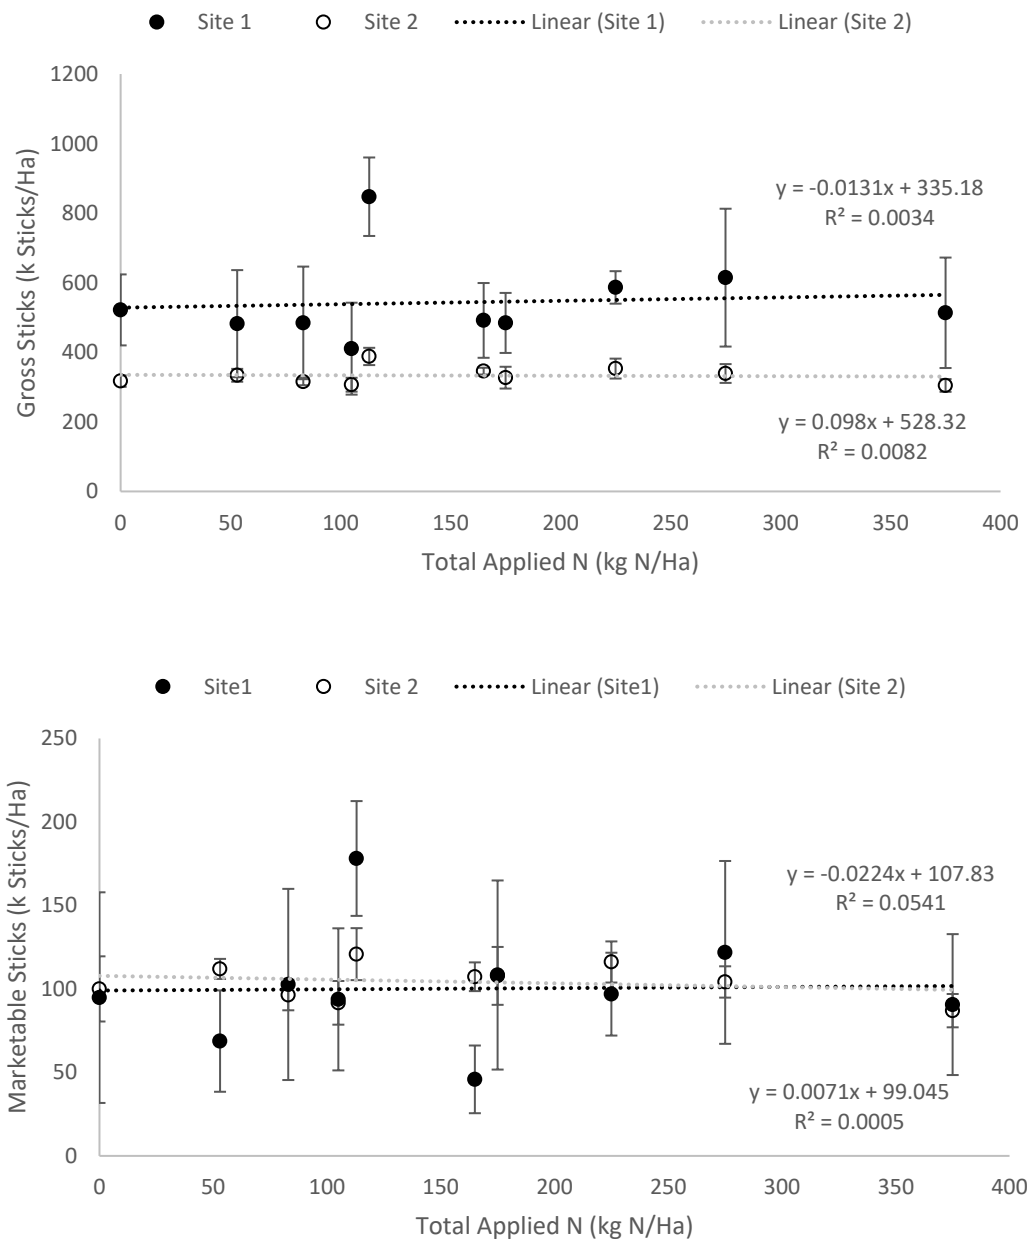 Site 1 Site 2 Linear (Site 1) Linear (Site 2)
1200
1000
800
600
400
200
0
Gross Sticks (k Sticks/Ha)
y = -0.0131x + 335.18
R² = 0.0034
y = 0.098x + 528.32
R² = 0.0082
0 50 100 150 200 250 300 350 400
Total Applied N (kg N/Ha)
Site1 Site 2 Linear (Site1) Linear (Site 2)
250
200
150
100
50
0
Marketable Sticks (k Sticks/Ha)
y = -0.0224x + 107.83
R² = 0.0541
y = 0.0071x + 99.045
R² = 0.0005
0 50 100 150 200 250 300 350 400
Total Applied N (kg N/Ha)